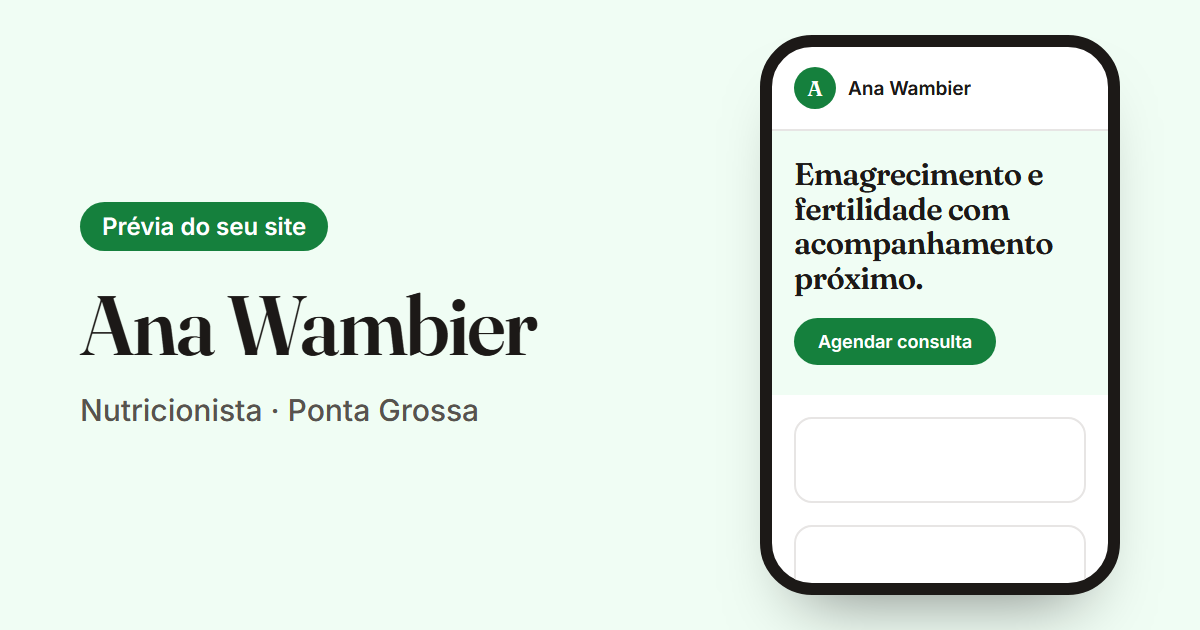 Prévia do seu site
Ana Wambier
Nutricionista · Ponta Grossa
A
Ana Wambier
Emagrecimento e
fertilidade com
acompanhamento
próximo.
Agendar consulta